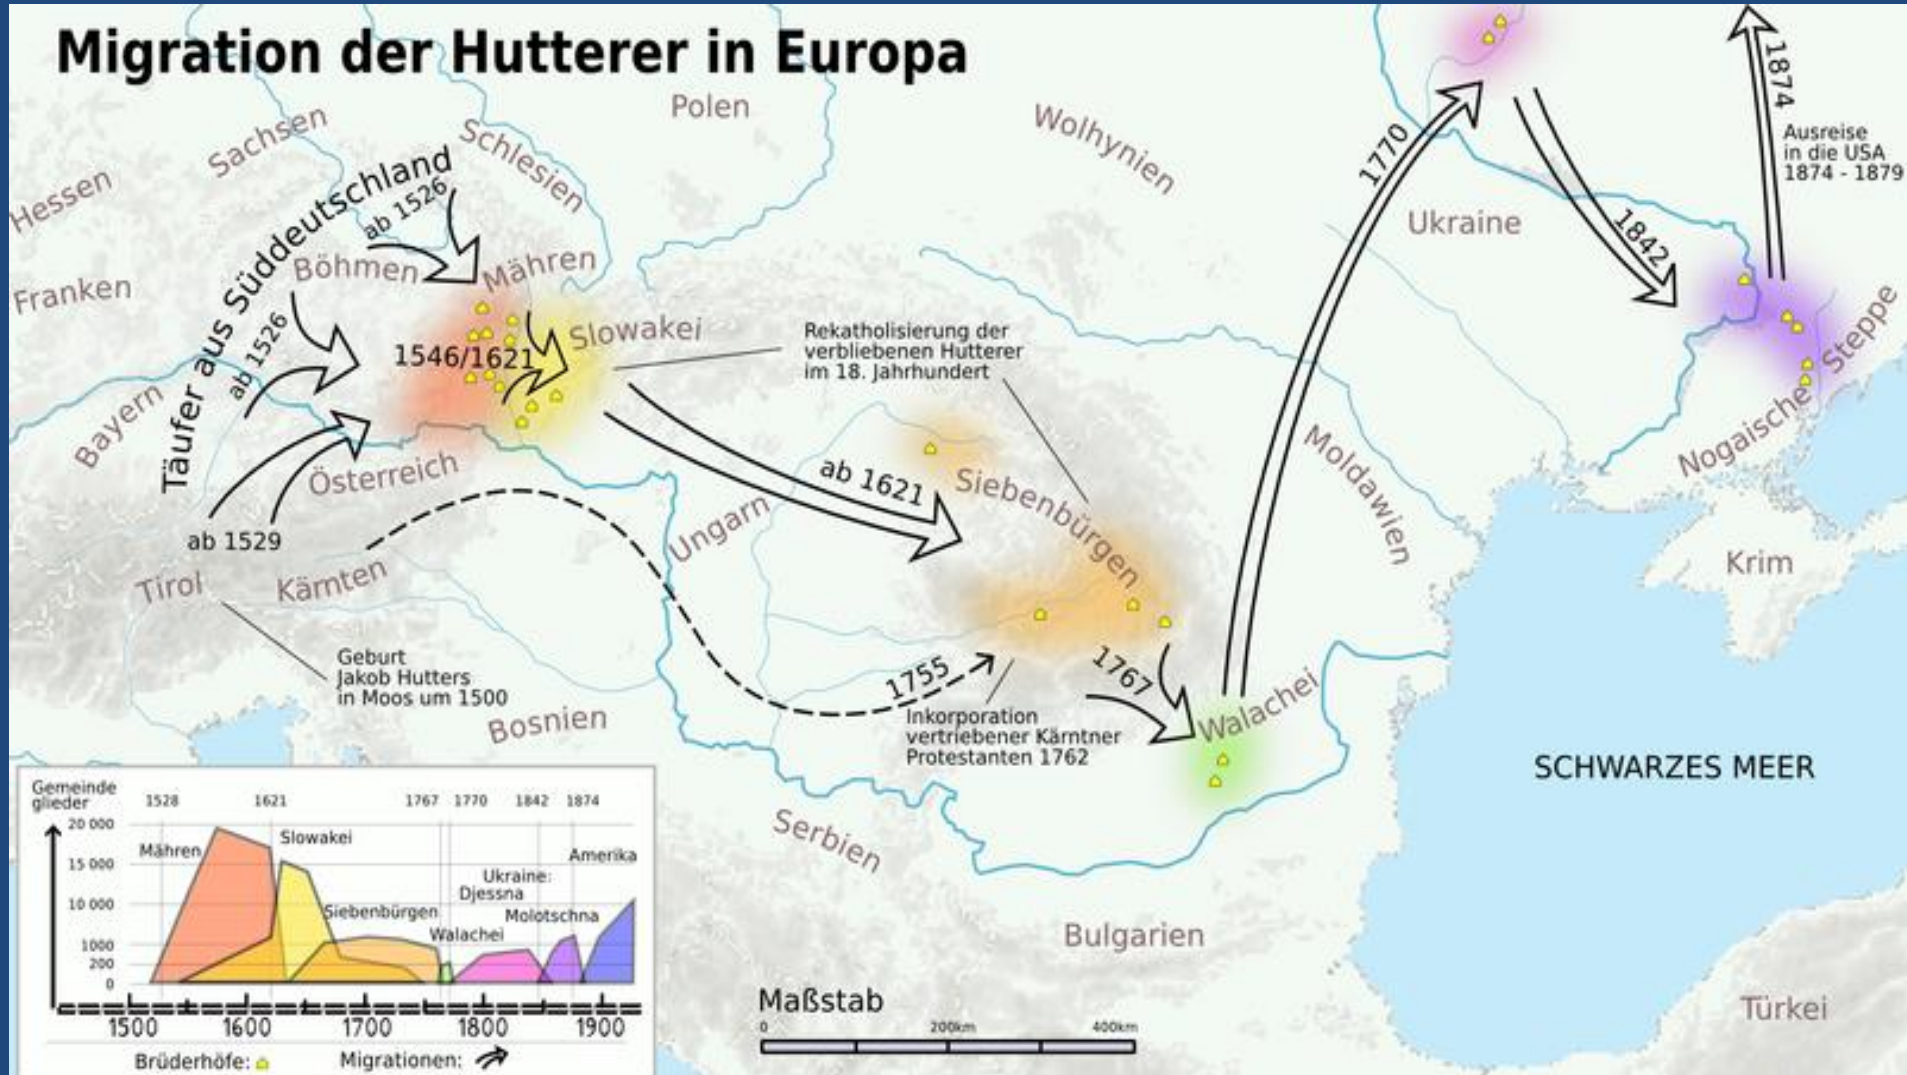 Migration der Hutterer in Europa
Polen
Wolhynien
Sachsen
Schlesien
Hessen
Franken
Bayern
Täufer aus Süddeutschland
ab 1526
ab 1526
Böhmen
Mähren
Slowakei
1546/1621
Österreich
ab 1529
Tirol
Kärnten
Geburt
Jakob Hutters
in Moos um 1500
Bosnien
Ungarn
Rekatholisierung der
verbliebenen Hutterer
im 18. Jahrhundert
ab 1621
Siebenbürgen
1755
Inkorporation
vertriebener Kärntner
Protestanten 1762
1767
Walachei
Serbien
Bulgarien
Moldawien
1770
Ukraine
1842
1874
Ausreise
in die USA
1874 - 1879
Nogaische Steppe
Krim
SCHWARZES MEER
Türkei
Maßstab
0 200km 400km
Gemeinde
glieder
1528 1621 1767 1770 1842 1874
20 000
15 000
10 000
1000
200
0
Mähren
Slowakei
Siebenbürgen
Walachei
Ukraine:
Djessna
Molotschna
Amerika
1500 1600 1700 1800 1900
Brüderhöfe: Migrationen: